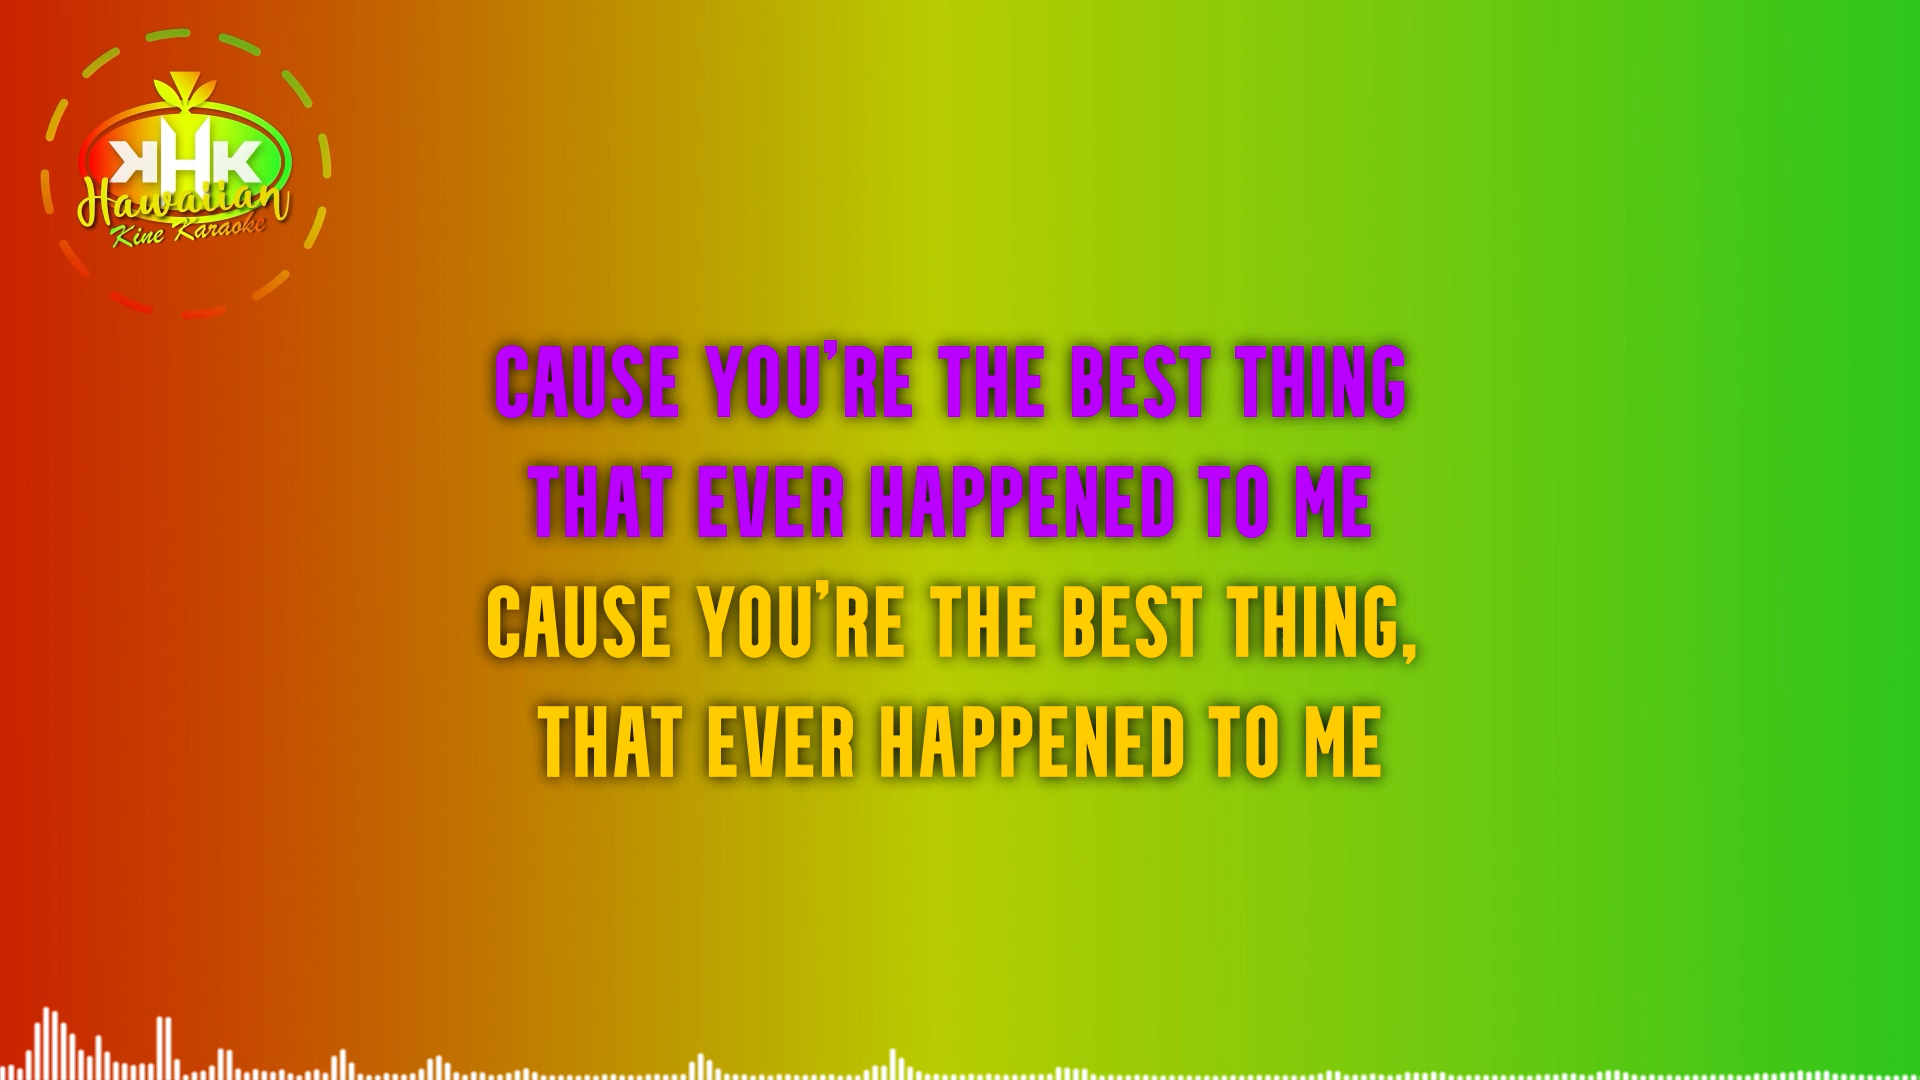 KHK
Hawaiian
Kine Karaoke
CAUSE YOU'RE THE BEST THING
THAT EVER HAPPENED TO ME
CAUSE YOU'RE THE BEST THING,
THAT EVER HAPPENED TO ME